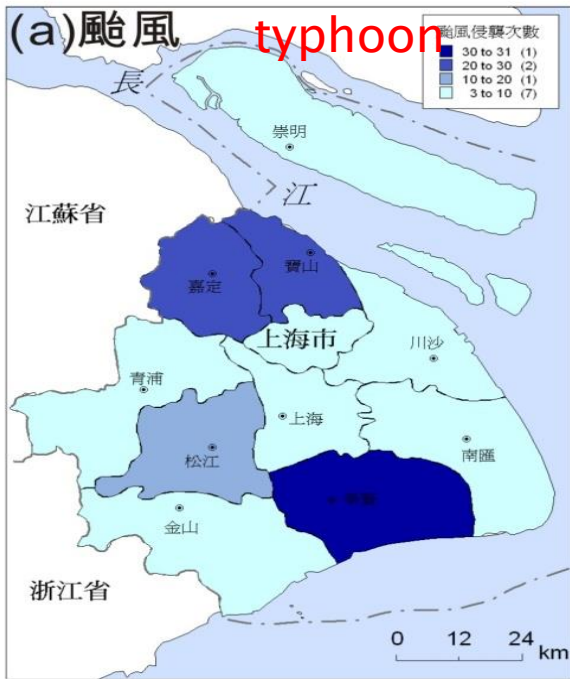 (a)颱風
typhoon
颱風侵襲次數
30 to 31 (1)
20 to 30 (2)
10 to 20 (1)
3 to 10 (7)
長
江
崇明
江蘇省
寶山
嘉定
上海市
川沙
青浦
上海
松江
南匯
金山
浙江省
0 12 24
km